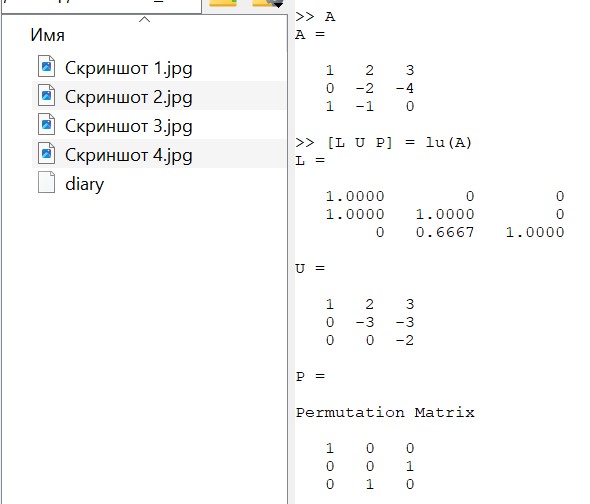 Имя
Скриншот 1.jpg
Скриншот 2.jpg
Скриншот 3.jpg
Скриншот 4.jpg
diary
>> A
A =
1 2 3
0 -2 -4
1 -1 0
>> [L U P] = lu(A)
L =
1.0000 0 0
1.0000 1.0000 0
0 0.6667 1.0000
U =
1 2 3
0 -3 -3
0 0 -2
P =
Permutation Matrix
1 0 0
0 0 1
0 1 0